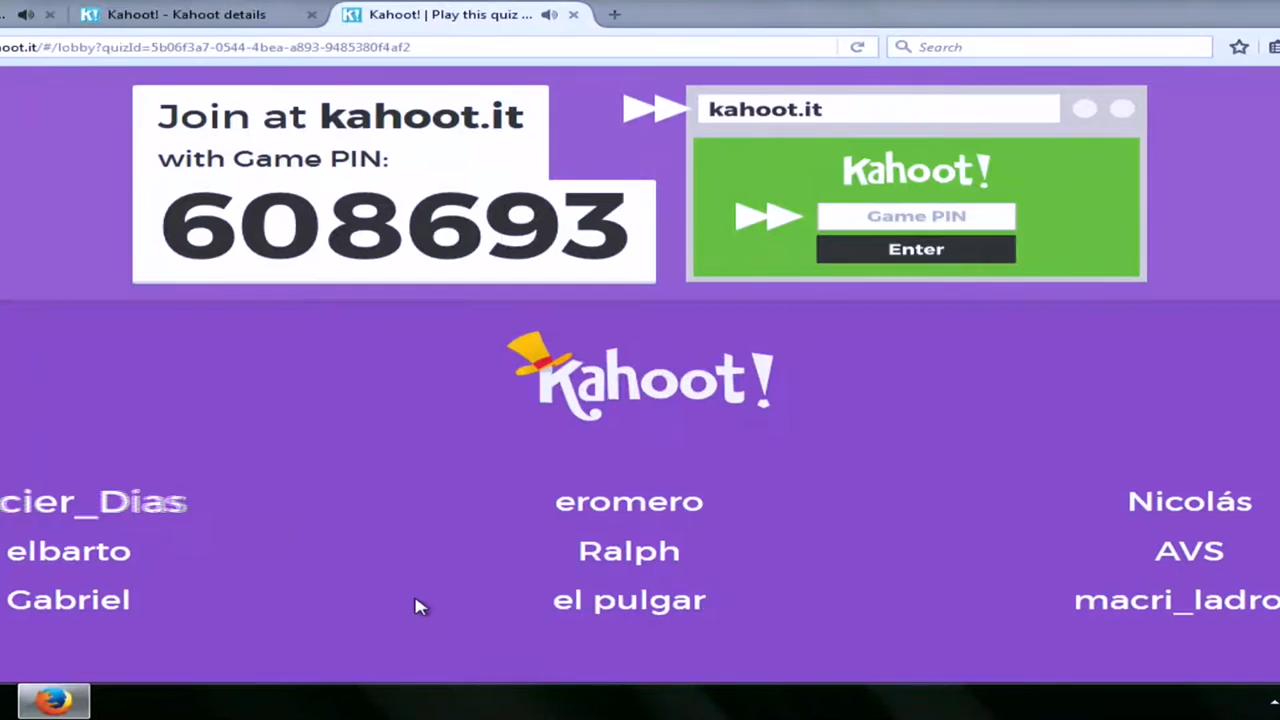 Kahoot! - Kahoot details
Kahoot! | Play this quiz ...
oot.it/#/lobby?quizId=5b06f3a7-0544-4bea-a893-9485380f4af2
Search
Join at kahoot.it
with Game PIN:
608693
kahoot.it
Kahoot!
Game PIN
Enter
Kahoot!
cier_Dias eromero Nicolás
elbarto Ralph AVS
Gabriel el pulgar macri_ladro